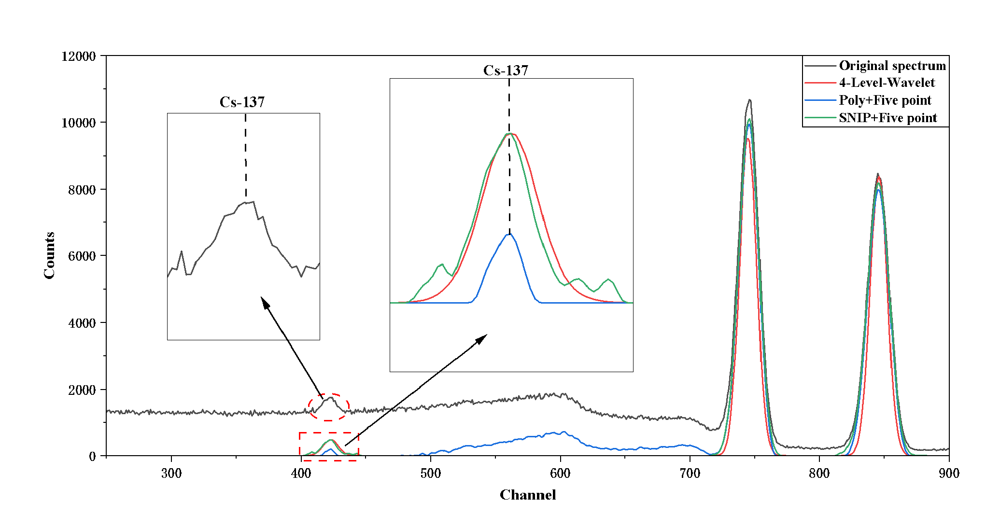 12000
10000
8000
6000
4000
2000
0
Counts
Cs-137
Cs-137
Original spectrum
4-Level-Wavelet
Poly+Five point
SNIP+Five point
300 400 500 600 700 800 900
Channel